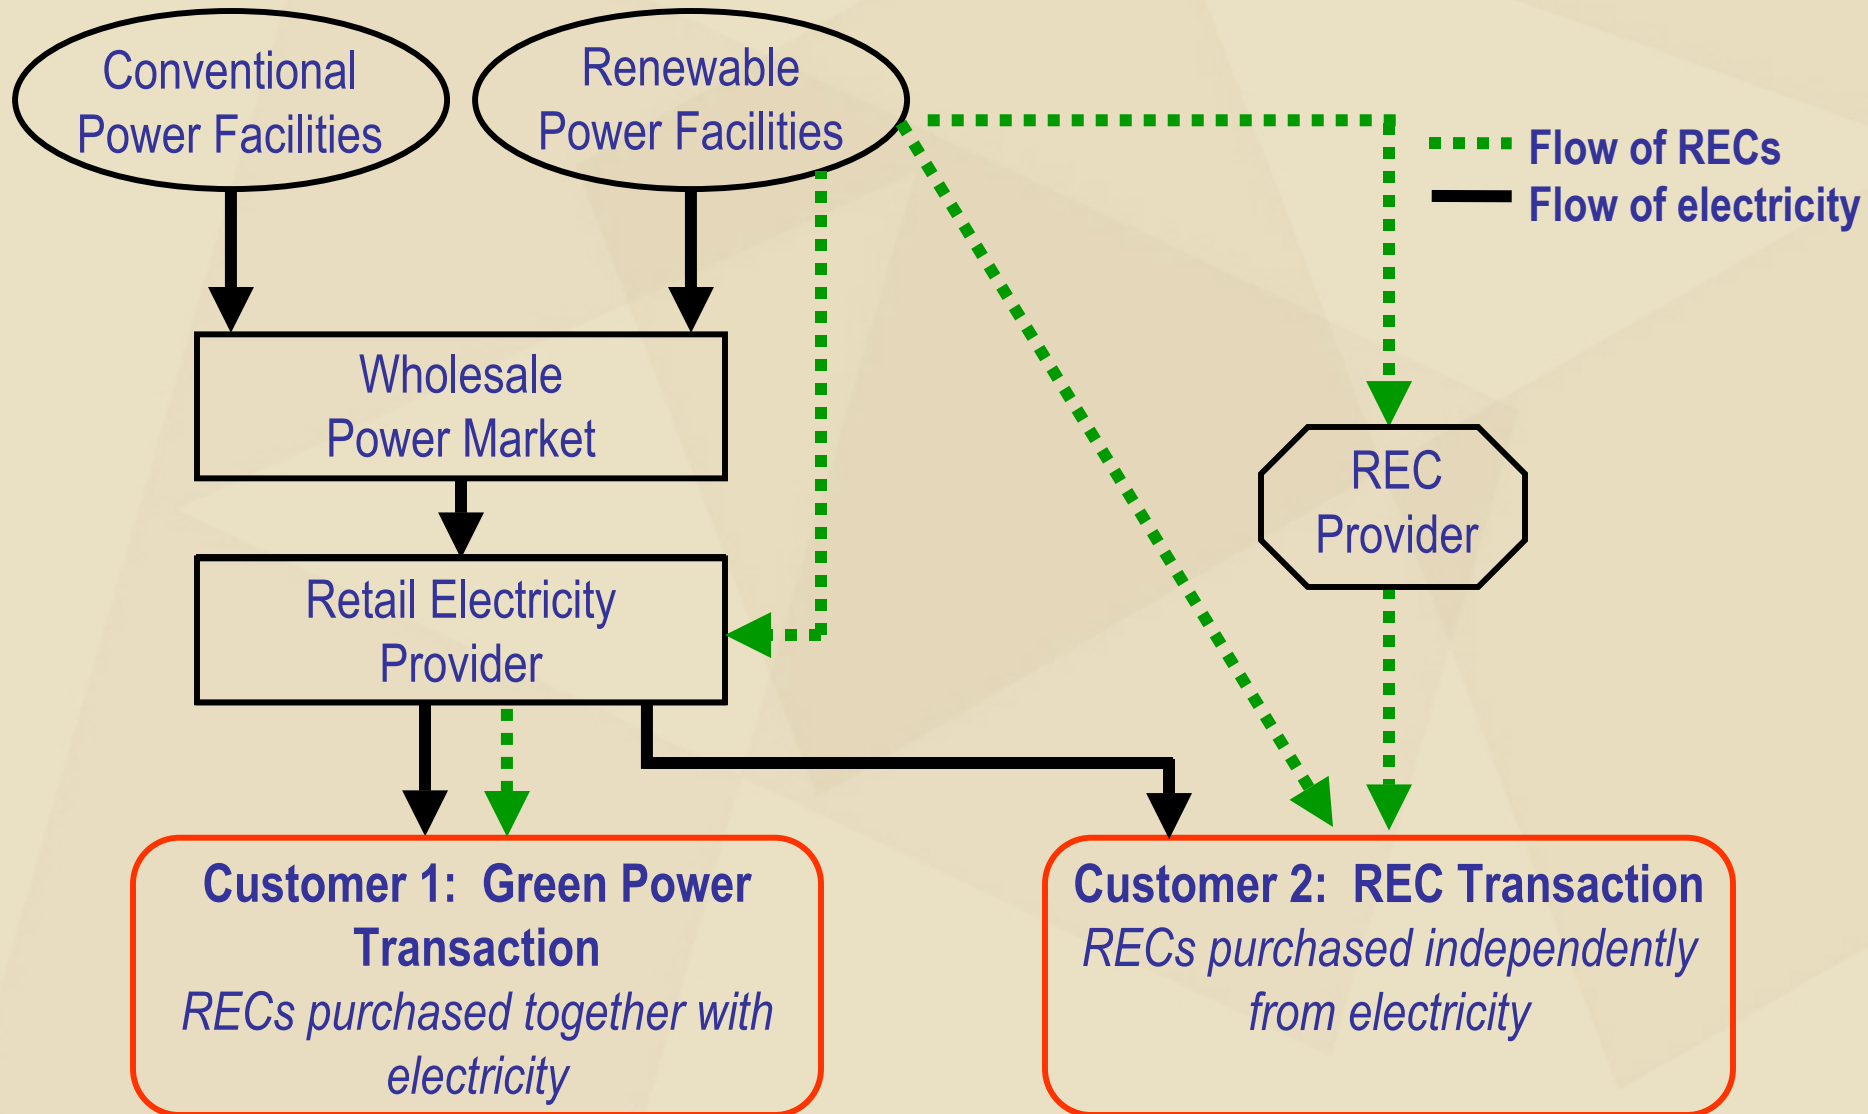 Conventional
Power Facilities
Renewable
Power Facilities
Flow of RECs
Flow of electricity
Wholesale
Power Market
REC
Provider
Retail Electricity
Provider
Customer 1:  Green Power
Transaction
RECs purchased together with
electricity
Customer 2:  REC Transaction
RECs purchased independently
from electricity